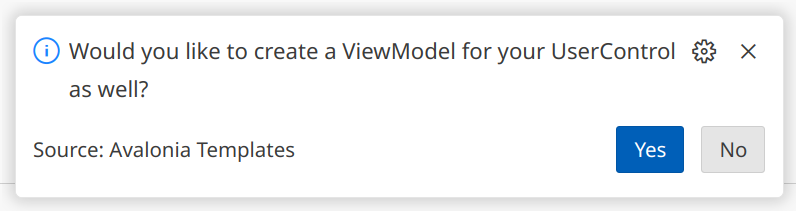 Would you like to create a ViewModel for your UserControl
as well?
Source: Avalonia Templates
Yes
No